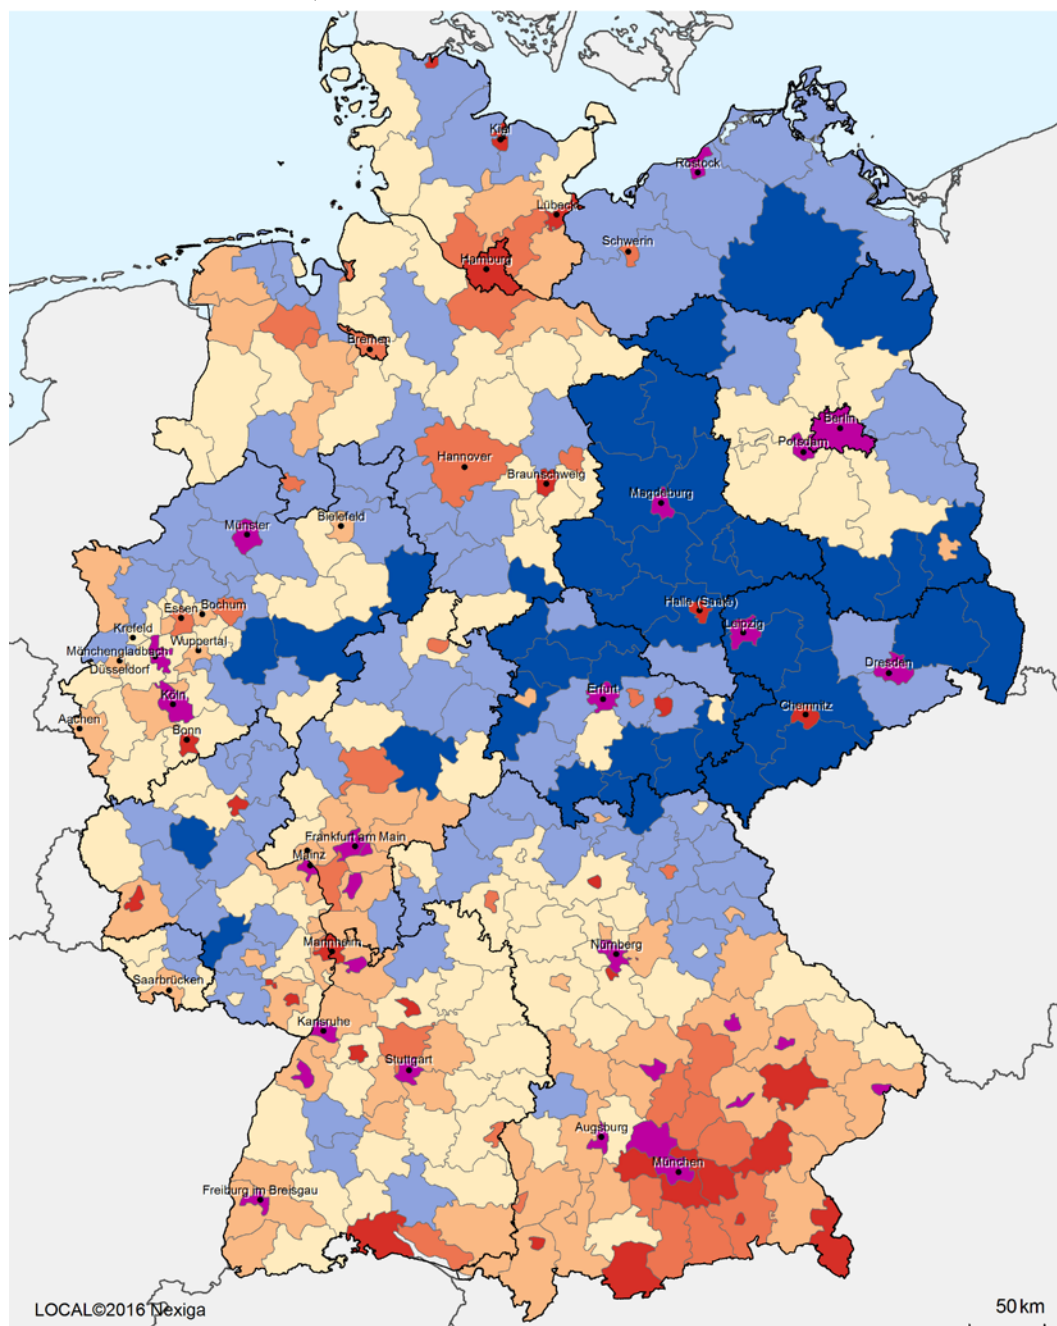 Kiel
Rostock
Lübeck
Schwerin
Hamburg
Bremen
Berlin
Potsdam
Hannover
Braunschweig
Magdeburg
Münster
Bielefeld
Essen
Bochum
Halle (Saale)
Leipzig
Krefeld
Wuppertal
Mönchengladbach
Düsseldorf
Dresden
Köln
Erfurt
Chemnitz
Aachen
Bonn
Frankfurt am Main
Mainz
Mannheim
Nürnberg
Saarbrücken
Karlsruhe
Stuttgart
Augsburg
München
Freiburg im Breisgau
LOCAL©2016 Nexiga
50 km